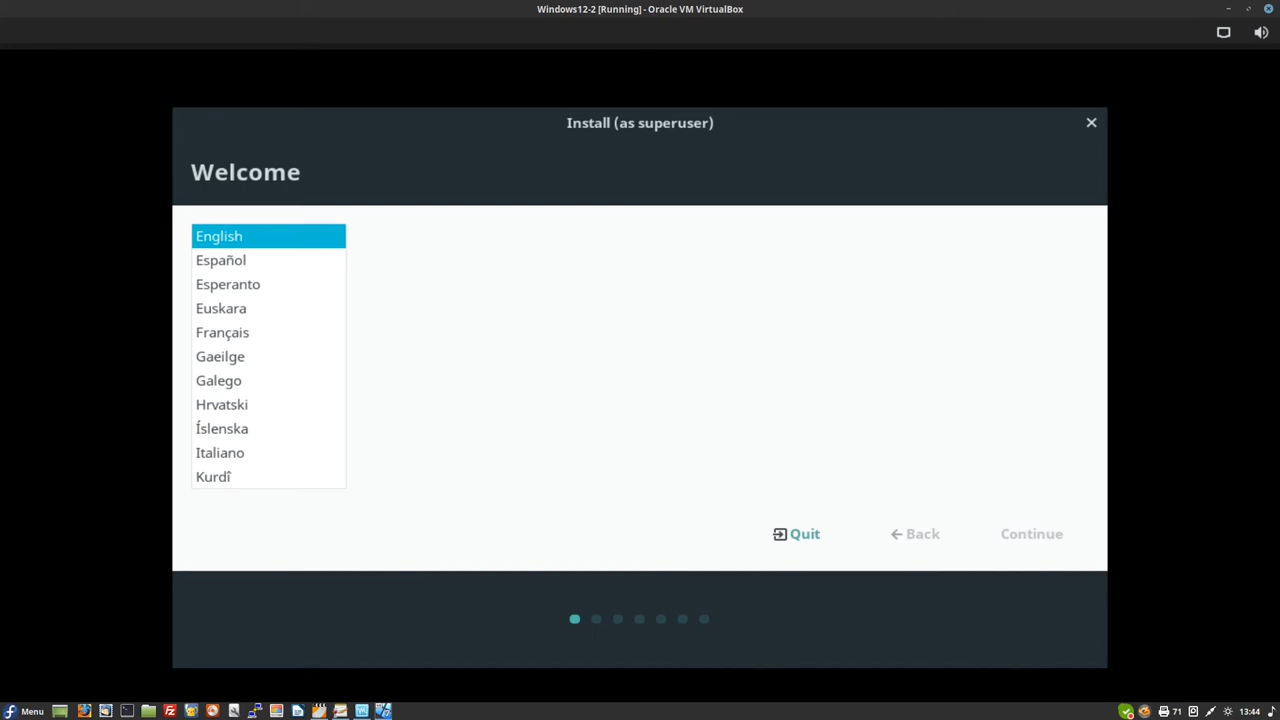 Windows12-2 [Running] - Oracle VM VirtualBox
Install (as superuser)
Welcome
English
Español
Esperanto
Euskara
Français
Gaeilge
Galego
Hrvatski
Íslenska
Italiano
Kurdî
Quit
Back
Continue
Menu
71
13:44